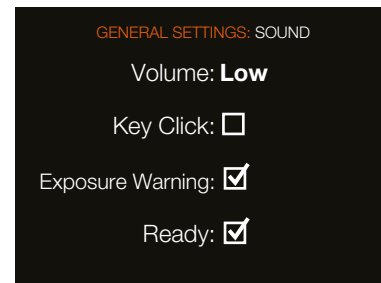 GENERAL SETTINGS: SOUND
Volume: Low
Key Click:
Exposure Warning:
Ready: